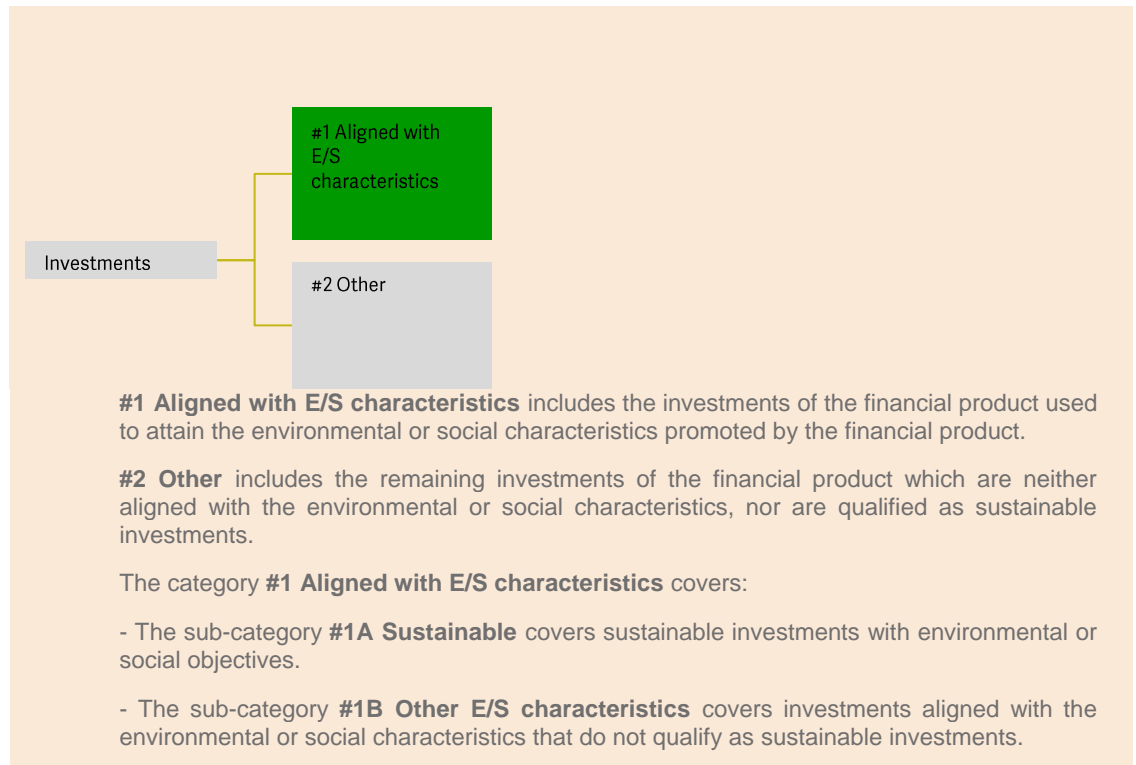 #1 Aligned with
E/S
characteristics
Investments
#2 Other
#1 Aligned with E/S characteristics includes the investments of the financial product used
to attain the environmental or social characteristics promoted by the financial product.
#2 Other includes the remaining investments of the financial product which are neither
aligned with the environmental or social characteristics, nor are qualified as sustainable
investments.
The category #1 Aligned with E/S characteristics covers:
- The sub-category #1A Sustainable covers sustainable investments with environmental or
social objectives.
- The sub-category #1B Other E/S characteristics covers investments aligned with the
environmental or social characteristics that do not qualify as sustainable investments.